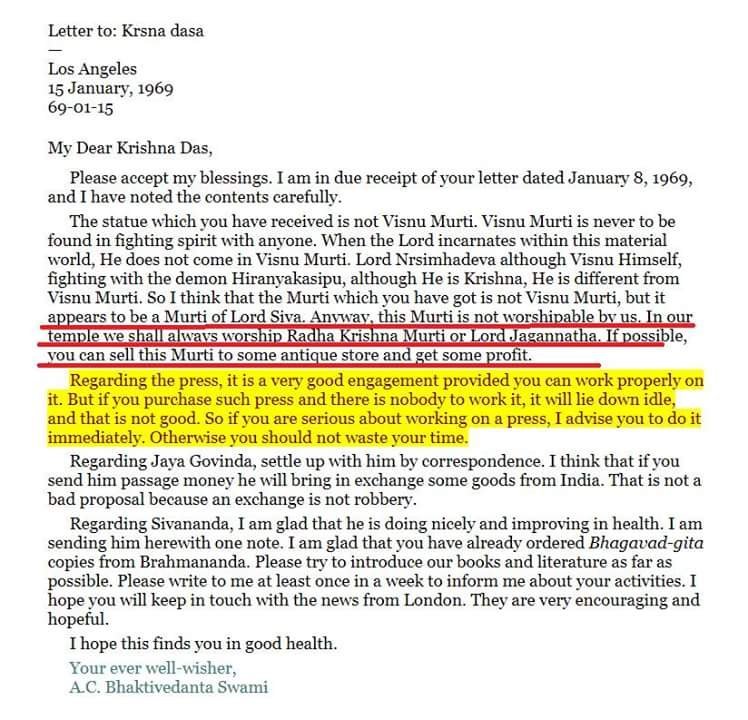 Letter to: Krsna dasa
—
Los Angeles
15 January, 1969
69-01-15
My Dear Krishna Das,
Please accept my blessings. I am in due receipt of your letter dated January 8, 1969,
and I have noted the contents carefully.
The statue which you have received is not Visnu Murti. Visnu Murti is never to be
found in fighting spirit with anyone. When the Lord incarnates within this material
world, He does not come in Visnu Murti. Lord Nrsimhadeva although Visnu Himself,
fighting with the demon Hiranyakasipu, although He is Krishna, He is different from
Visnu Murti. So I think that the Murti which you have got is not Visnu Murti, but it
appears to be a Murti of Lord Siva. Anyway, this Murti is not worshipable by us. In our
temple we shall always worship Radha Krishna Murti or Lord Jagannatha. If possible,
you can sell this Murti to some antique store and get some profit.
Regarding the press, it is a very good engagement provided you can work properly on
it. But if you purchase such press and there is nobody to work it, it will lie down idle,
and that is not good. So if you are serious about working on a press, I advise you to do it
immediately. Otherwise you should not waste your time.
Regarding Jaya Govinda, settle up with him by correspondence. I think that if you
send him passage money he will bring in exchange some goods from India. That is not a
bad proposal because an exchange is not robbery.
Regarding Sivananda, I am glad that he is doing nicely and improving in health. I am
sending him herewith one note. I am glad that you have already ordered Bhagavad-gita
copies from Brahmananda. Please try to introduce our books and literature as far as
possible. Please write to me at least once in a week to inform me about your activities. I
hope you will keep in touch with the news from London. They are very encouraging and
hopeful.
I hope this finds you in good health.
Your ever well-wisher,
A.C. Bhaktivedanta Swami